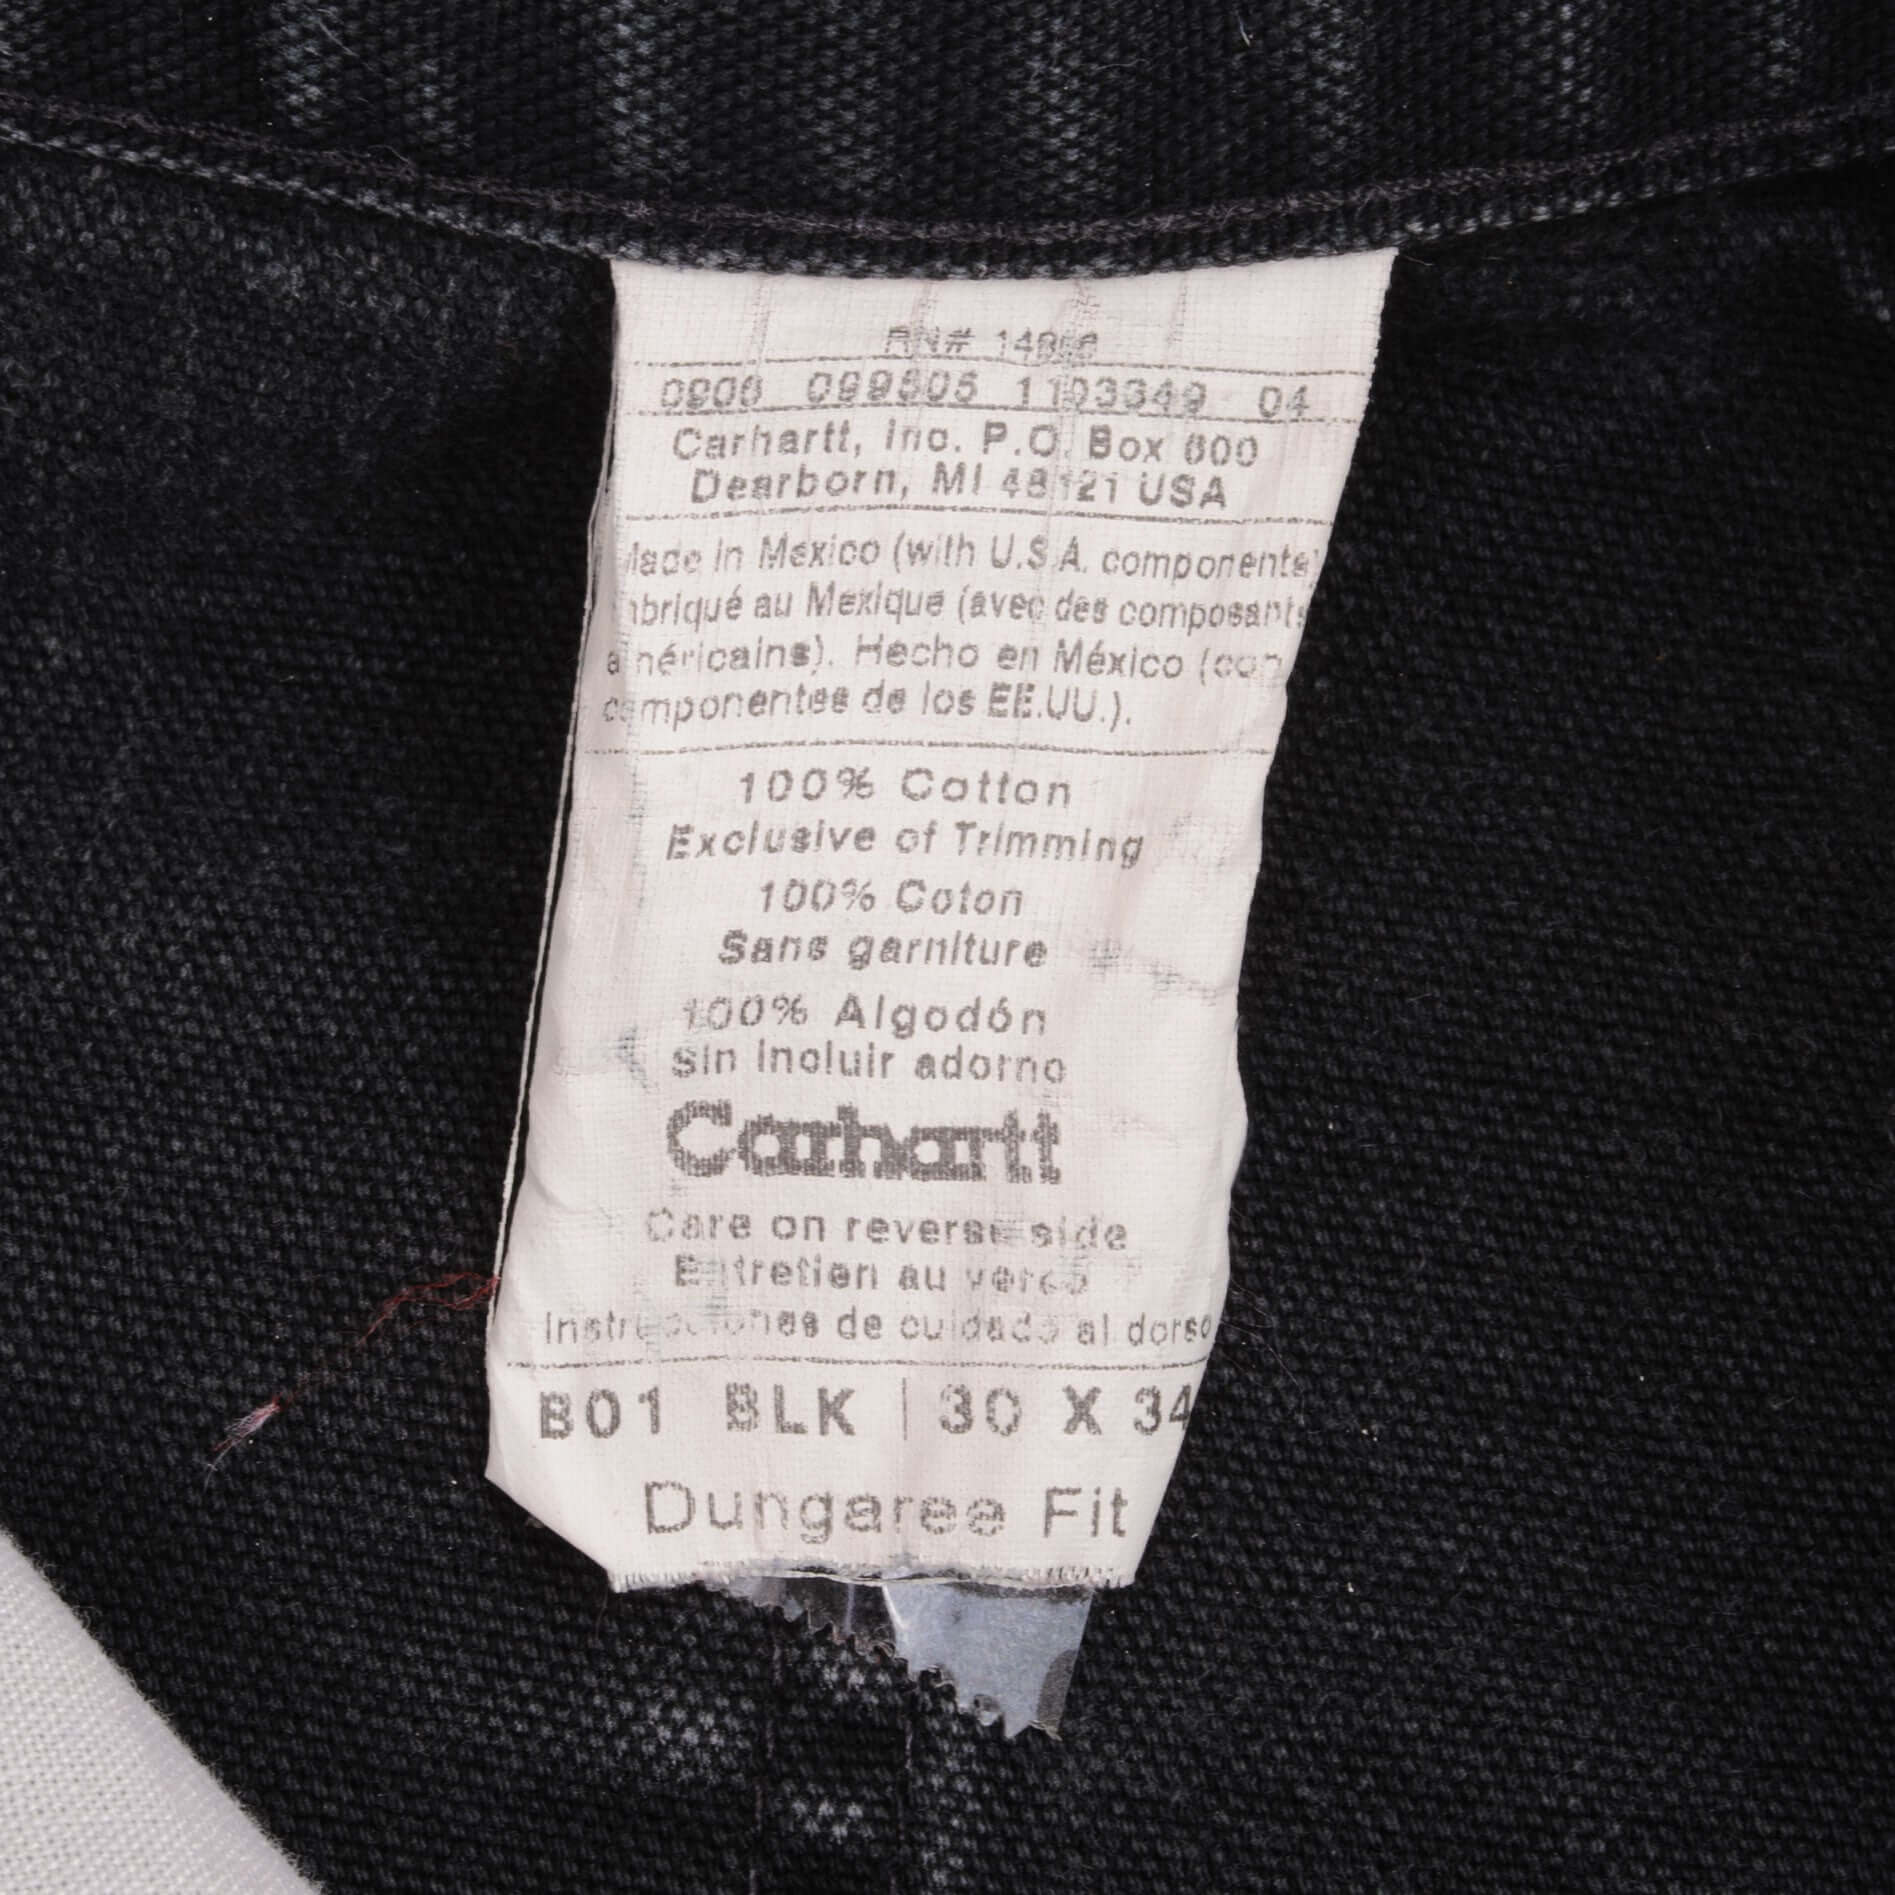 RN# 14806
0906 099505 1103349 04
Carhartt, Inc. P.O. Box 600
Dearborn, MI 48121 USA
Made in Mexico (with U.S.A. components)
abriqué au Mexique (avec des composants
américains). Hecho en México (con
componentes de los EE.UU.).
100% Cotton
Exclusive of Trimming
100% Coton
Sans garniture
100% Algodón
Sin incluir adorno
Carhartt
Care on reverse side
Entretien au verso
Instrucciones de cuidado al dorso
B01 BLK | 30 X 34
Dungaree Fit